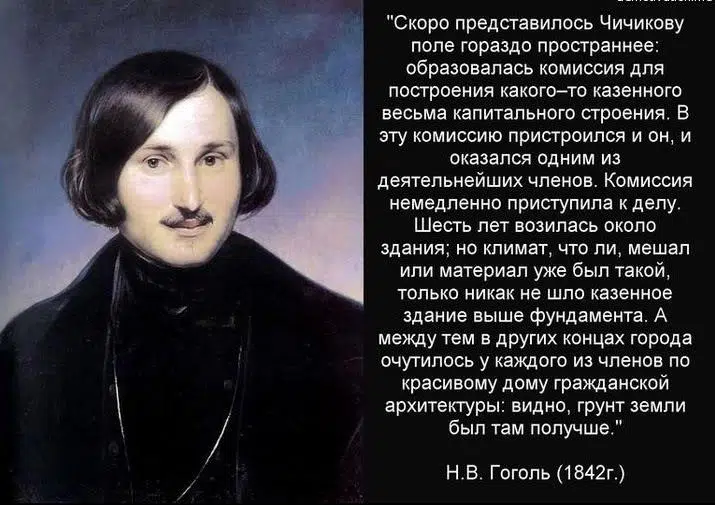 "Скоро представилось Чичикову
поле гораздо пространнее:
образовалась комиссия для
построения какого–то казенного
весьма капитального строения. В
эту комиссию пристроился и он, и
оказался одним из
деятельнейших членов. Комиссия
немедленно приступила к делу.
Шесть лет возилась около
здания; но климат, что ли, мешал
или материал уже был такой,
только никак не шло казенное
здание выше фундамента. А
между тем в других концах города
очутилось у каждого из членов по
красивому дому гражданской
архитектуры: видно, грунт земли
был там получше."
Н.В. Гоголь (1842г.)